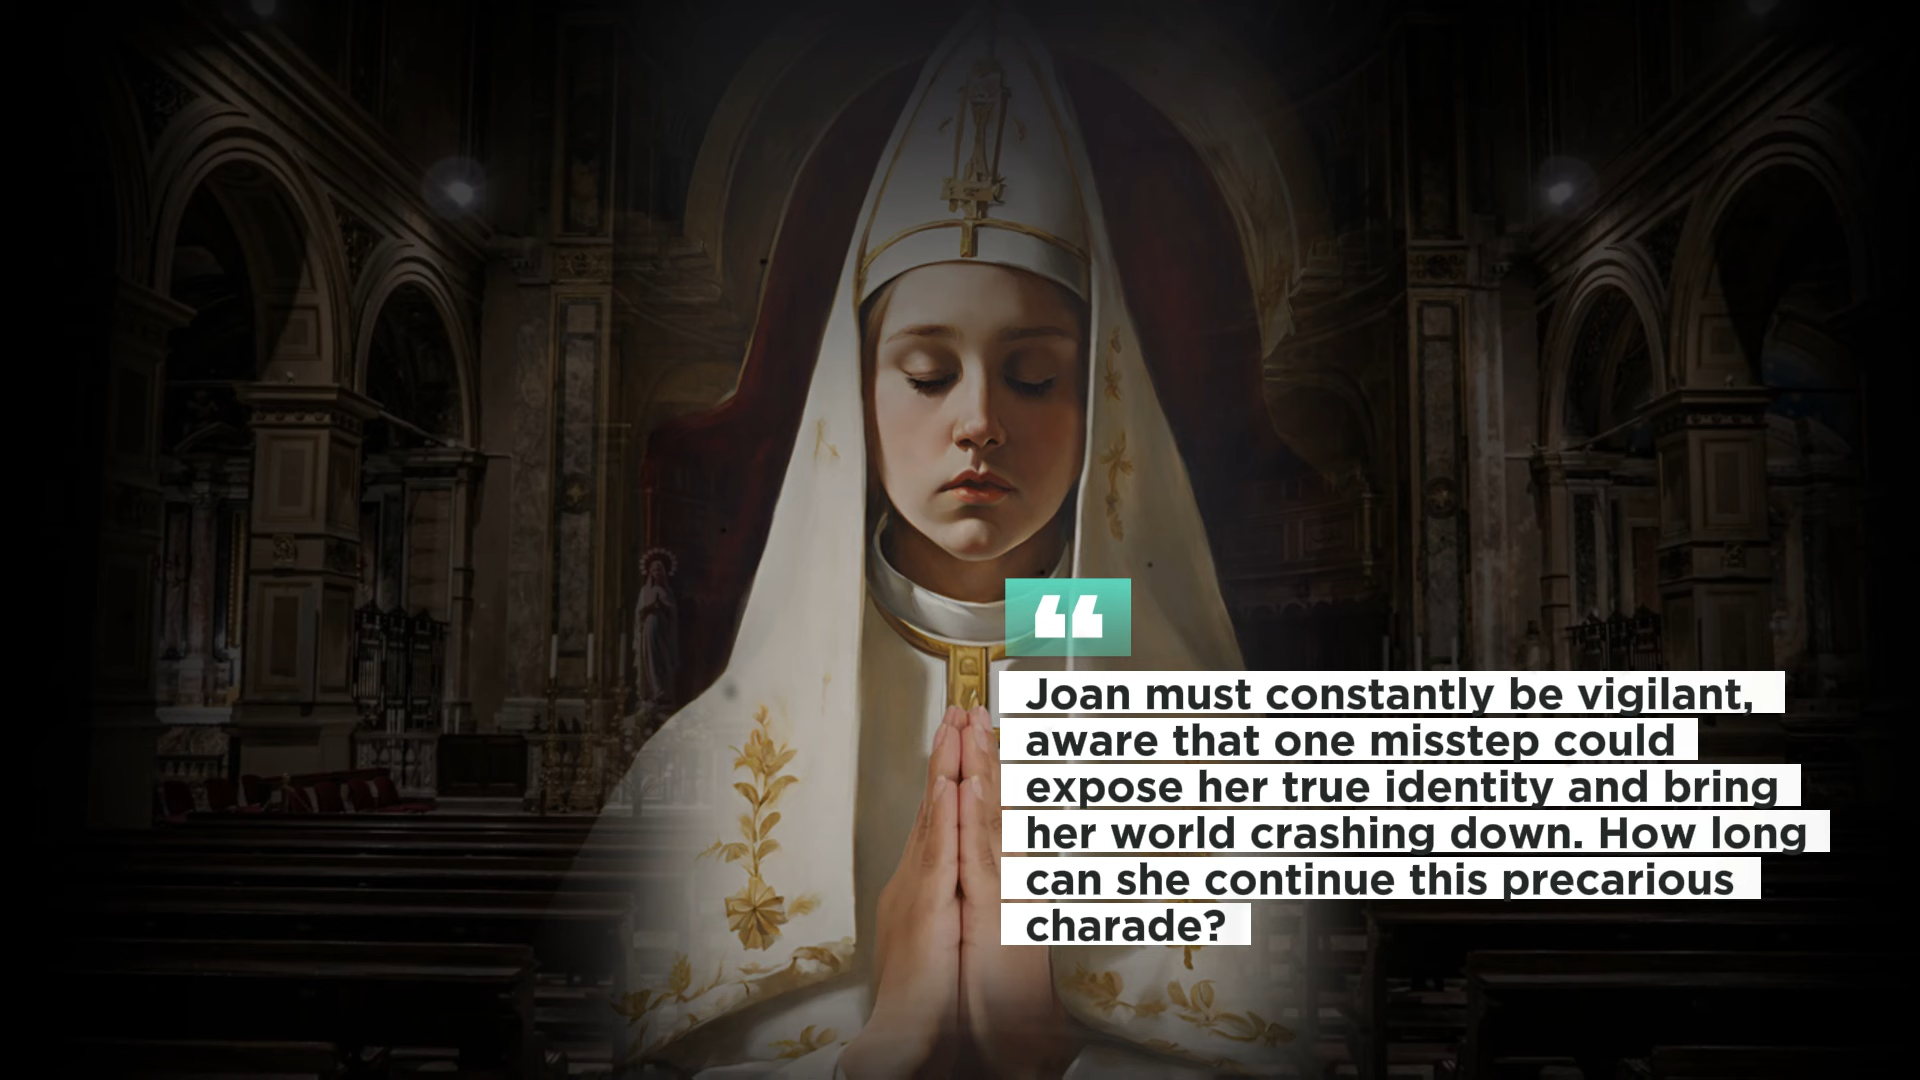 “
Joan must constantly be vigilant,
aware that one misstep could
expose her true identity and bring
her world crashing down. How long
can she continue this precarious
charade?